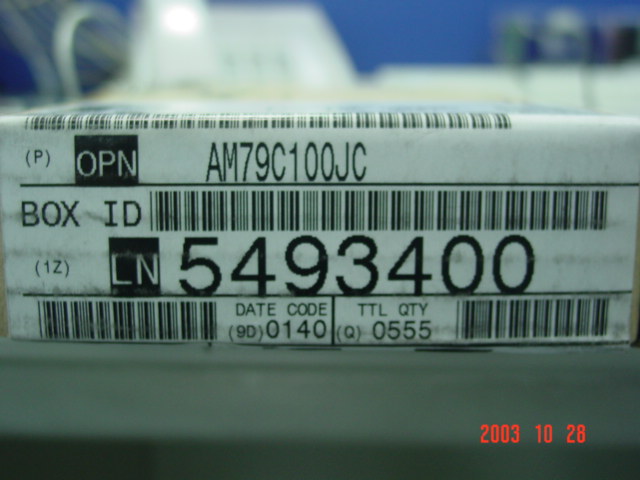 (P) OPN AM79C100JC
BOX ID
(1Z) LN 5493400
DATE CODE TTL QTY
(9D)0140 (Q) 0555
2003 10 28